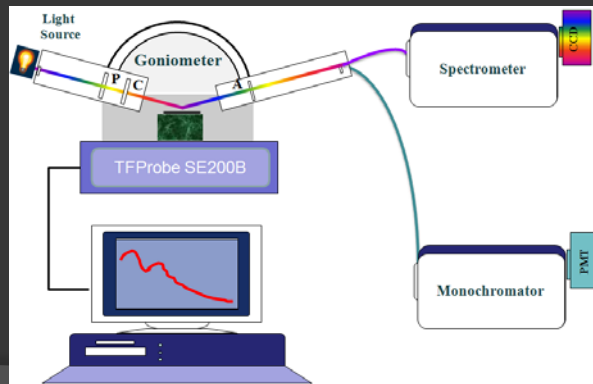 Light
Source
P
C
Goniometer
A
Spectrometer
CCD
TFProbe SE200B
Monochromator
PMT